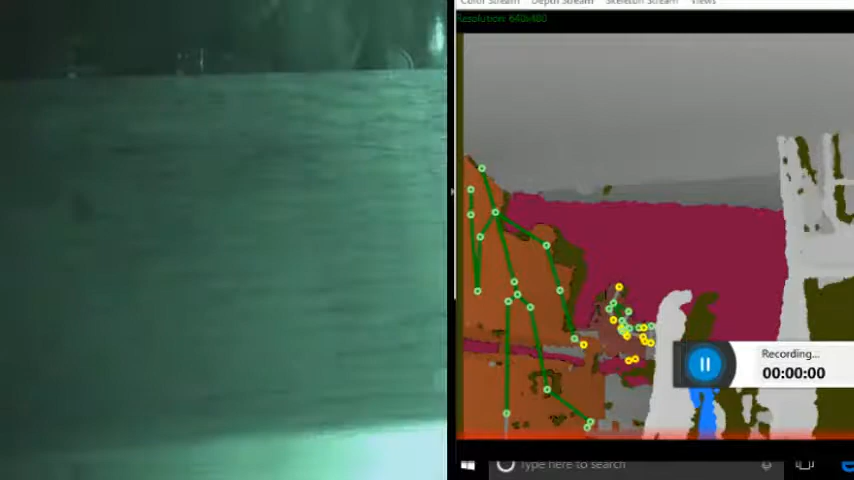 Color Stream Depth Stream Skeleton Stream Views
Resolution: 640x480
Recording...
00:00:00
Type here to search